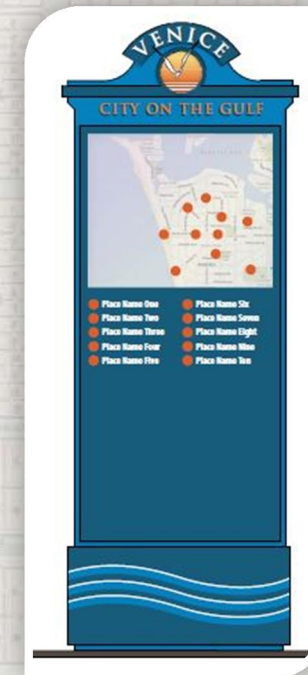 VENICE
CITY ON THE GULF
Place Name One
Place Name Two
Place Name Three
Place Name Four
Place Name Five
Place Name Six
Place Name Seven
Place Name Eight
Place Name Nine
Place Name Ten